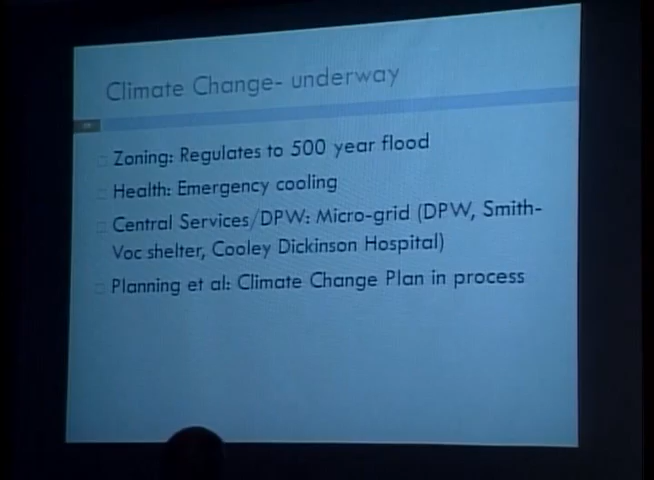 Climate Change- underway
Zoning: Regulates to 500 year flood
Health: Emergency cooling
Central Services/DPW: Micro-grid (DPW, Smith-
Voc shelter, Cooley Dickinson Hospital)
Planning et al: Climate Change Plan in process